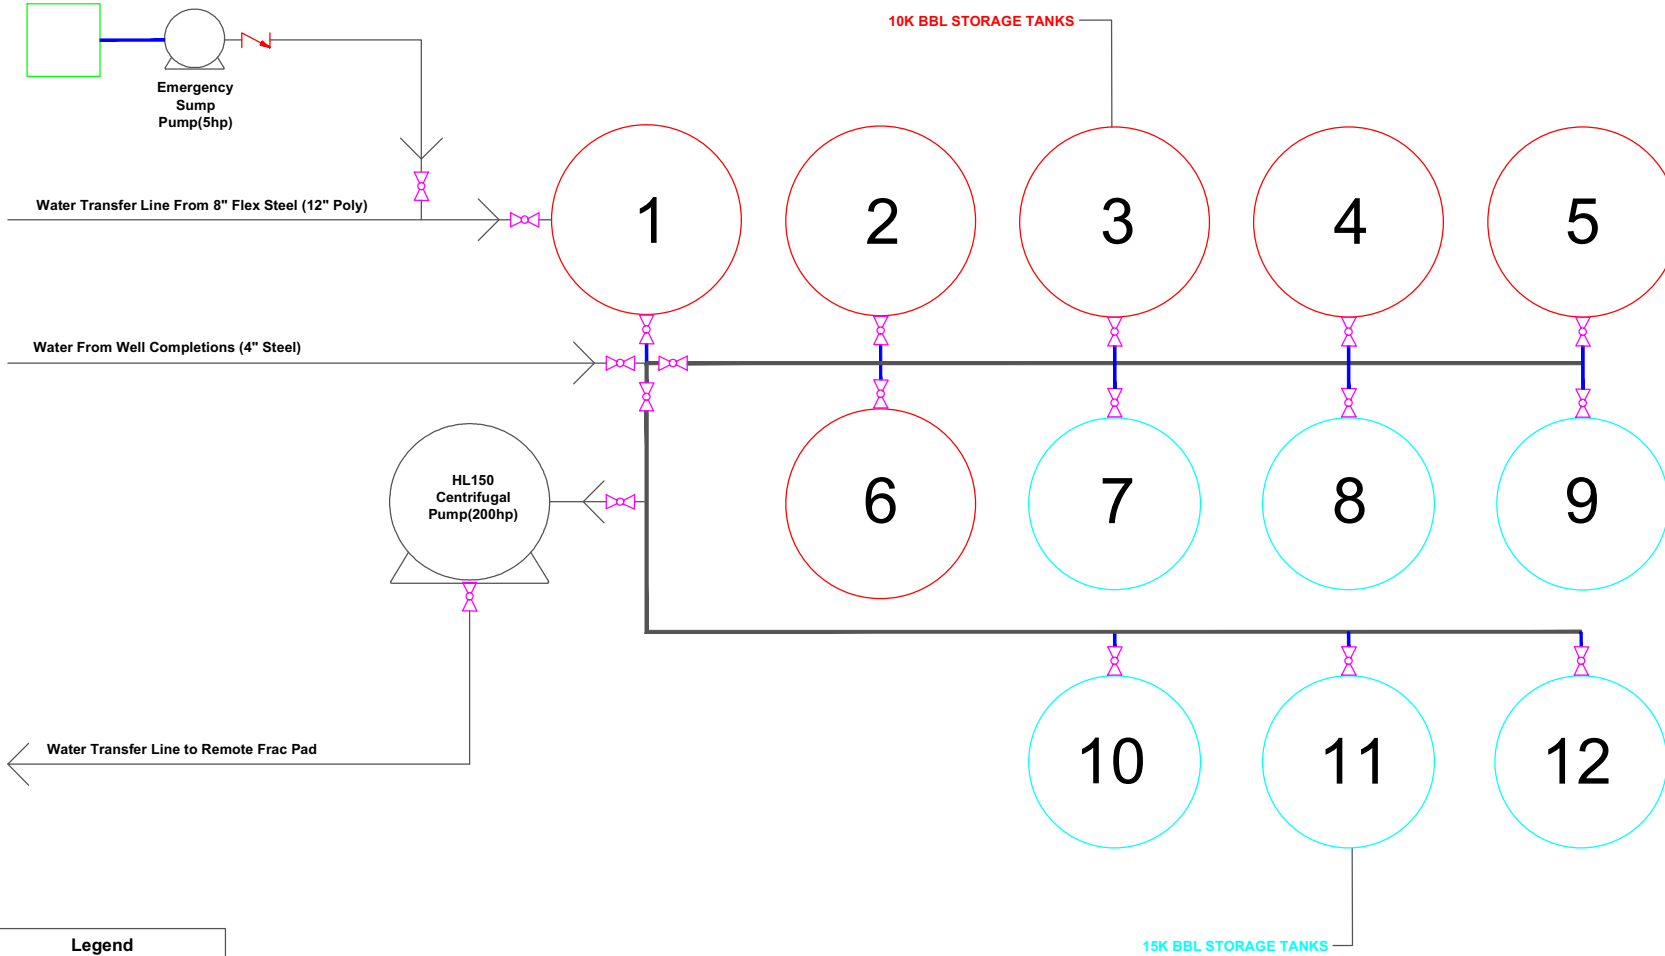 10K BBL STORAGE TANKS
Emergency
Sump
Pump(5hp)
Water Transfer Line From 8" Flex Steel (12" Poly)
1
2
3
4
5
Water From Well Completions (4" Steel)
HL150
Centrifugal
Pump(200hp)
6
7
8
9
Water Transfer Line to Remote Frac Pad
10
11
12
Legend
15K BBL STORAGE TANKS